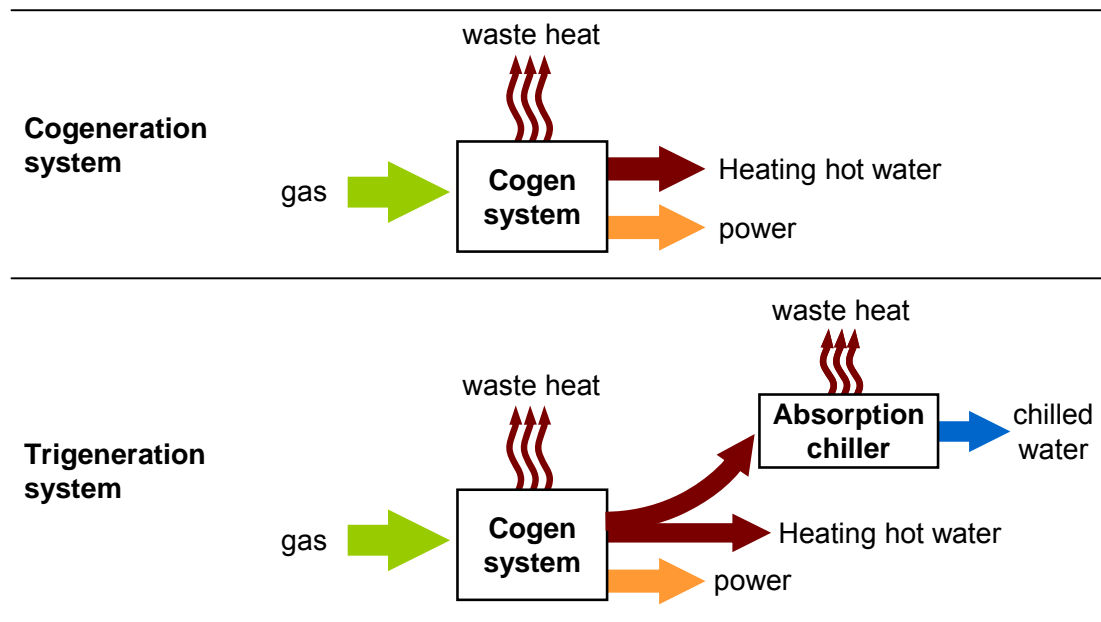 waste heat
Cogeneration
system
gas
Cogen
system
Heating hot water
power
waste heat
waste heat
Absorption
chiller
chilled
water
Trigeneration
system
gas
Cogen
system
Heating hot water
power